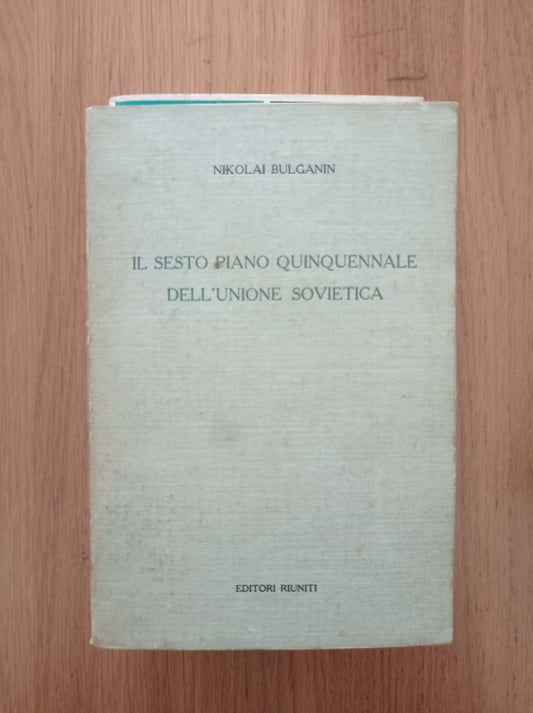 NIKOLAI BULGANIN
IL SESTO PIANO QUINQUENNALE
DELL'UNIONE SOVIETICA
EDITORI RIUNITI